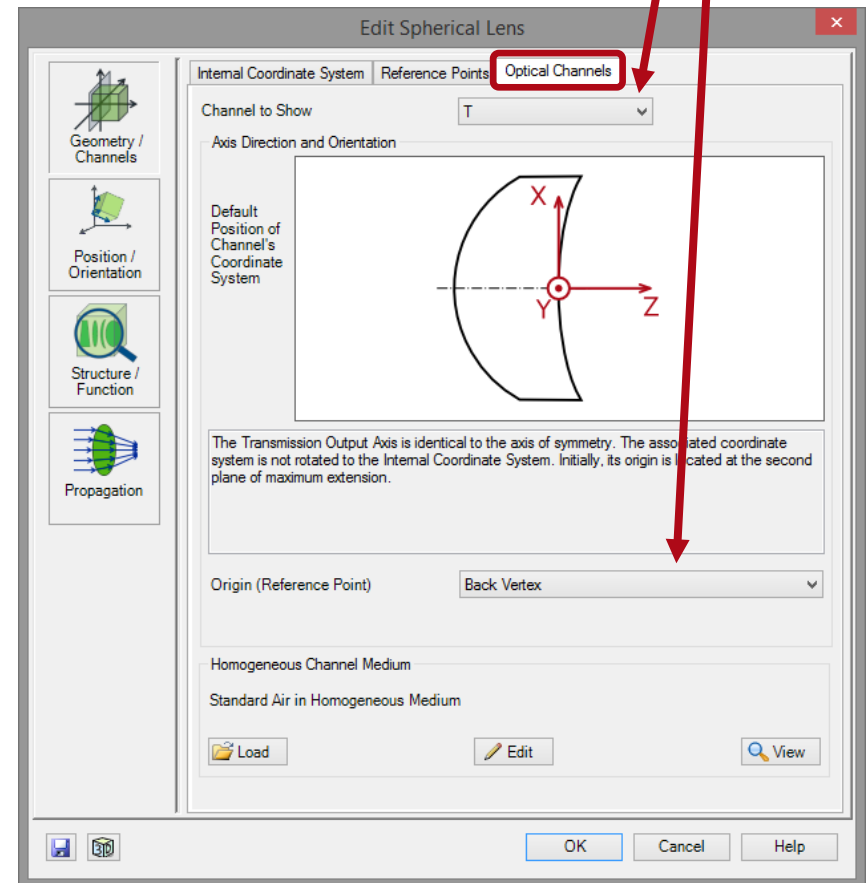 Edit Spherical Lens
Geometry /
Channels
Position /
Orientation
Structure /
Function
Propagation
Internal Coordinate System
Reference Points
Optical Channels
Channel to Show
T
Axis Direction and Orientation
Default
Position of
Channel's
Coordinate
System
X
Y
Z
The Transmission Output Axis is identical to the axis of symmetry. The associated coordinate
system is not rotated to the Internal Coordinate System. Initially, its origin is located at the second
plane of maximum extension.
Origin (Reference Point)
Back Vertex
Homogeneous Channel Medium
Standard Air in Homogeneous Medium
Load
Edit
View
3D
OK
Cancel
Help